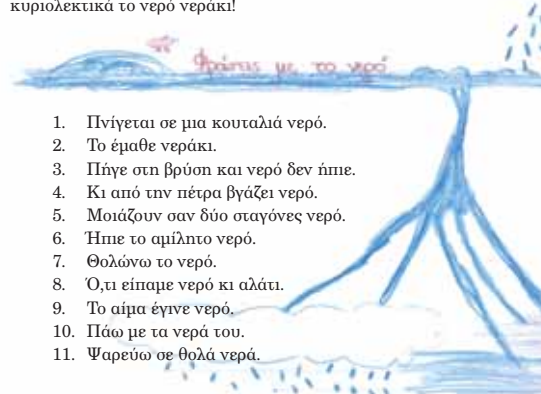 κυριολεκτικά το νερό νεράκι!
Φράσεις με το νερό
1. Πνίγεται σε μια κουταλιά νερό.
2. Το έμαθε νεράκι.
3. Πήγε στη βρύση και νερό δεν ήπιε.
4. Κι από την πέτρα βγάζει νερό.
5. Μοιάζουν σαν δύο σταγόνες νερό.
6. Ήπιε το αμίλητο νερό.
7. Θολώνω το νερό.
8. Ό,τι είπαμε νερό κι αλάτι.
9. Το αίμα έγινε νερό.
10. Πάω με τα νερά του.
11. Ψαρεύω σε θολά νερά.